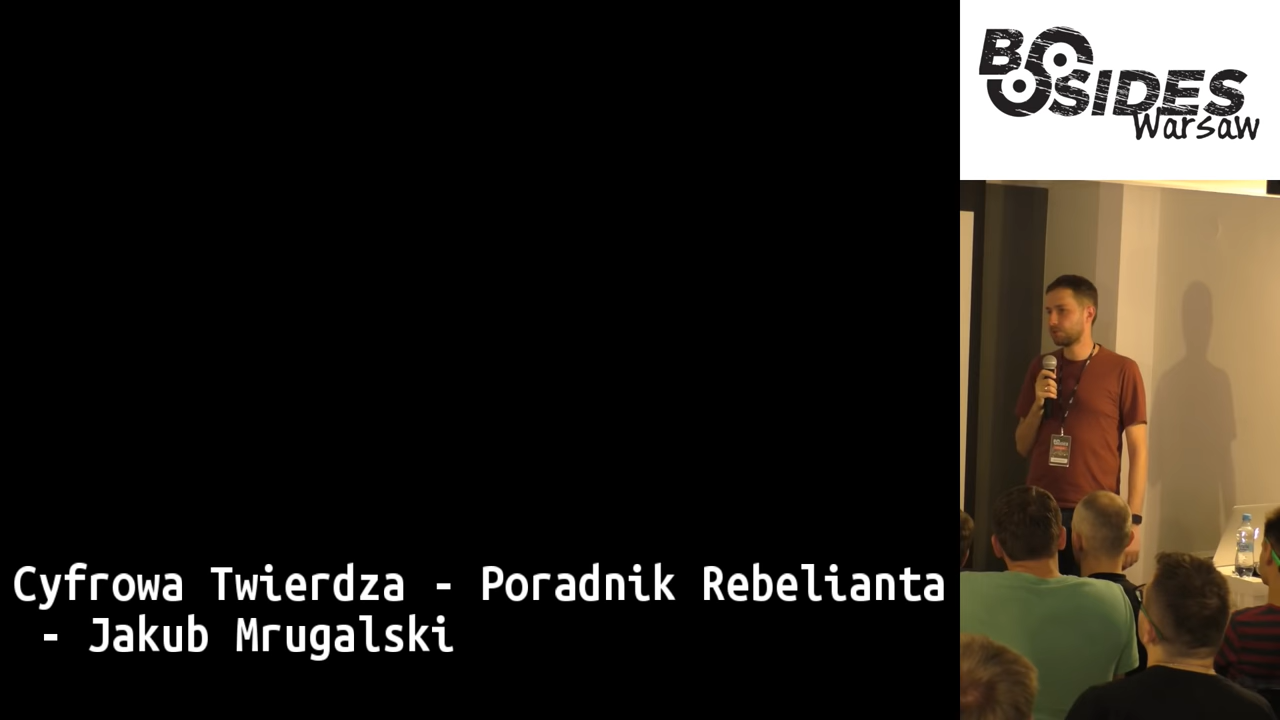 BSIDES
Warsaw
Cyfrowa Twierdza - Poradnik Rebelianta
- Jakub Mrugalski